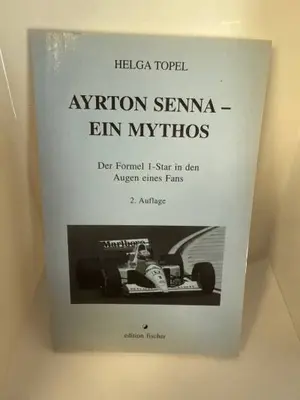 HELGA TOPEL
AYRTON SENNA –
EIN MYTHOS
Der Formel 1-Star in den
Augen eines Fans
2. Auflage
Marlboro
edition fischer